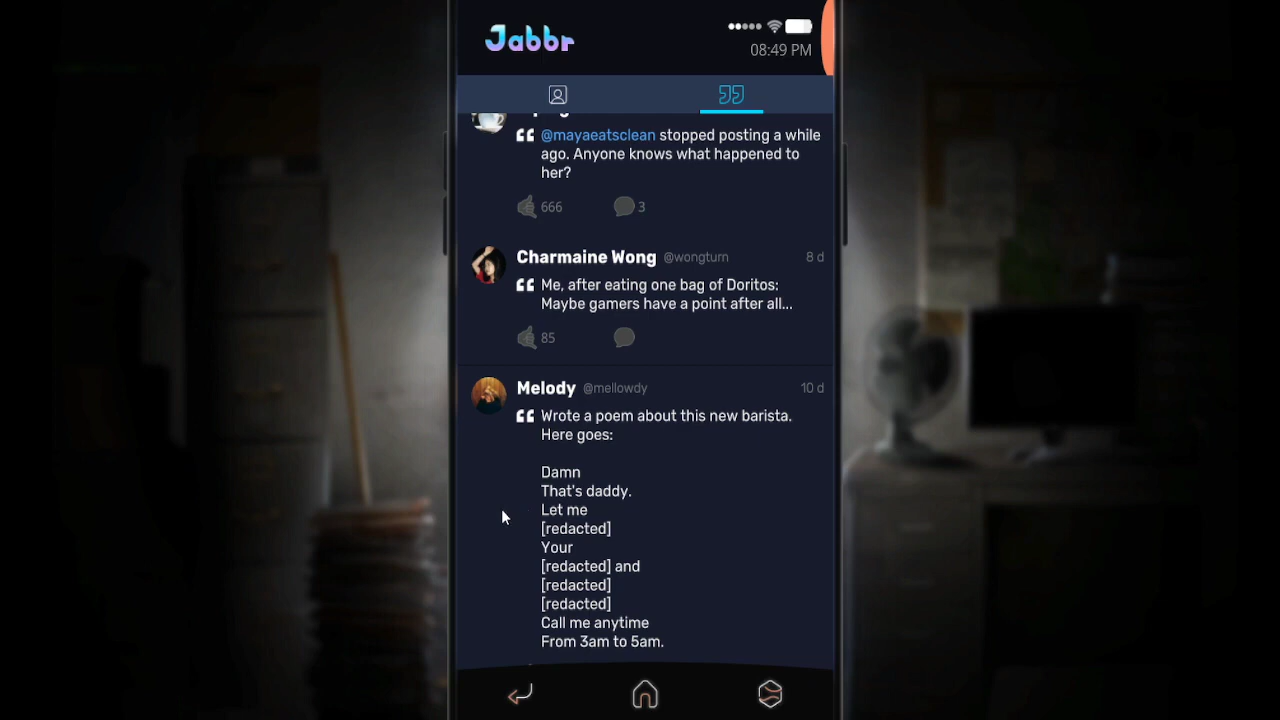 Jabbr
08:49 PM
@mayaeatsclean stopped posting a while
ago. Anyone knows what happened to
her?
666
3
Charmaine Wong @wongtum 8 d
Me, after eating one bag of Doritos:
Maybe gamers have a point after all...
85
Melody @mellowdy 10 d
Wrote a poem about this new barista.
Here goes:
Damn
That's daddy.
Let me
[redacted]
Your
[redacted] and
[redacted]
[redacted]
Call me anytime
From 3am to 5am.